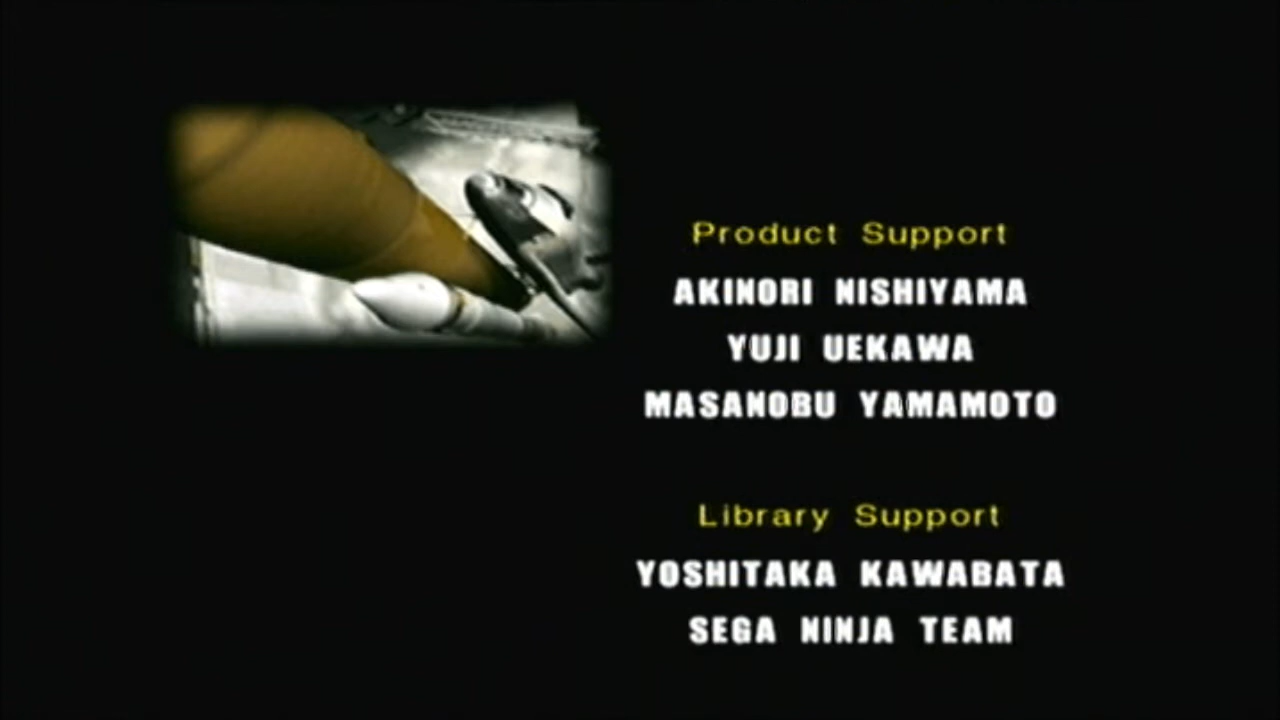 Product Support
AKINORI NISHIYAMA
YUJI UEKAWA
MASANOBU YAMAMOTO
Library Support
YOSHITAKA KAWABATA
SEGA NINJA TEAM